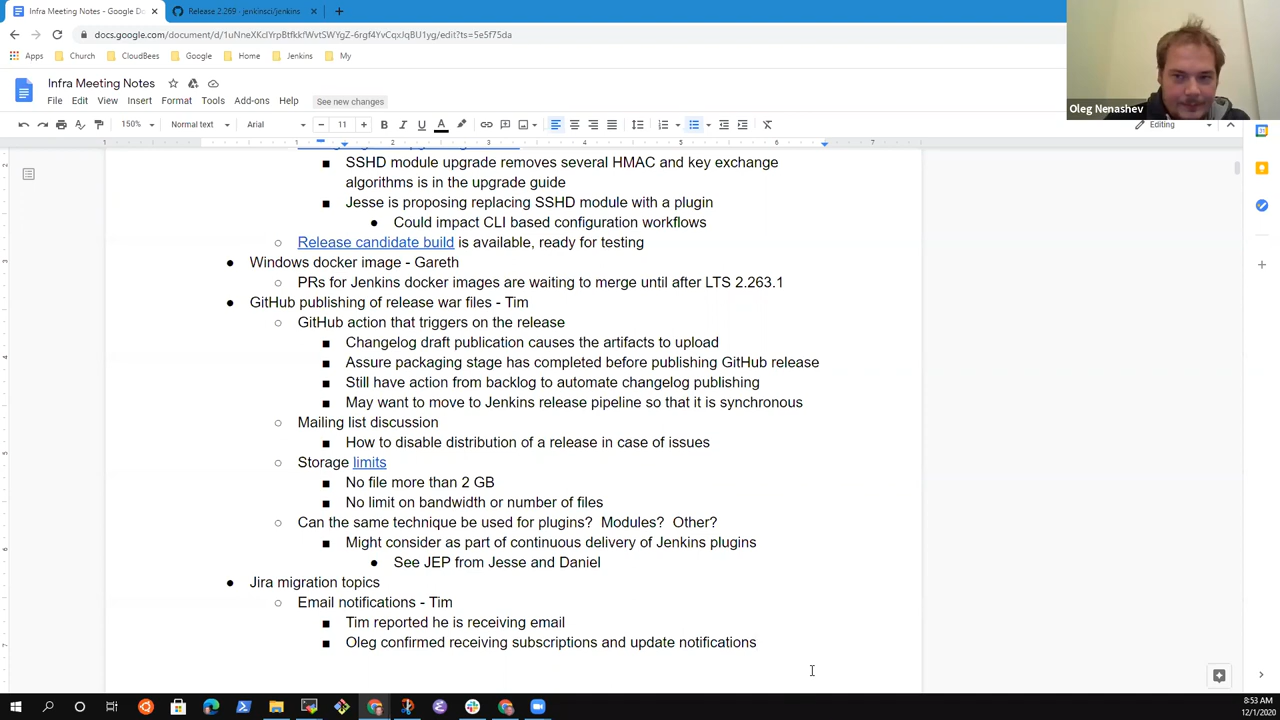 Infra Meeting Notes - Google Do
Release 2.269 · jenkinsci/jenkins
docs.google.com/document/d/1uNneXKcIYrpBtfkkfWvtSWYgZ-6rgf4YvCqxJqBU1yg/edit?ts=5e5f75da
Apps Church CloudBees Google Home Jenkins My
Oleg Nenashev
Infra Meeting Notes
File Edit View Insert Format Tools Add-ons Help See new changes
150% Normal text Arial 11 Editing
SSHD module upgrade removes several HMAC and key exchange
algorithms is in the upgrade guide
Jesse is proposing replacing SSHD module with a plugin
Could impact CLI based configuration workflows
Release candidate build is available, ready for testing
Windows docker image - Gareth
PRs for Jenkins docker images are waiting to merge until after LTS 2.263.1
GitHub publishing of release war files - Tim
GitHub action that triggers on the release
Changelog draft publication causes the artifacts to upload
Assure packaging stage has completed before publishing GitHub release
Still have action from backlog to automate changelog publishing
May want to move to Jenkins release pipeline so that it is synchronous
Mailing list discussion
How to disable distribution of a release in case of issues
Storage limits
No file more than 2 GB
No limit on bandwidth or number of files
Can the same technique be used for plugins? Modules? Other?
Might consider as part of continuous delivery of Jenkins plugins
See JEP from Jesse and Daniel
Jira migration topics
Email notifications - Tim
Tim reported he is receiving email
Oleg confirmed receiving subscriptions and update notifications
8:53 AM
12/1/2020